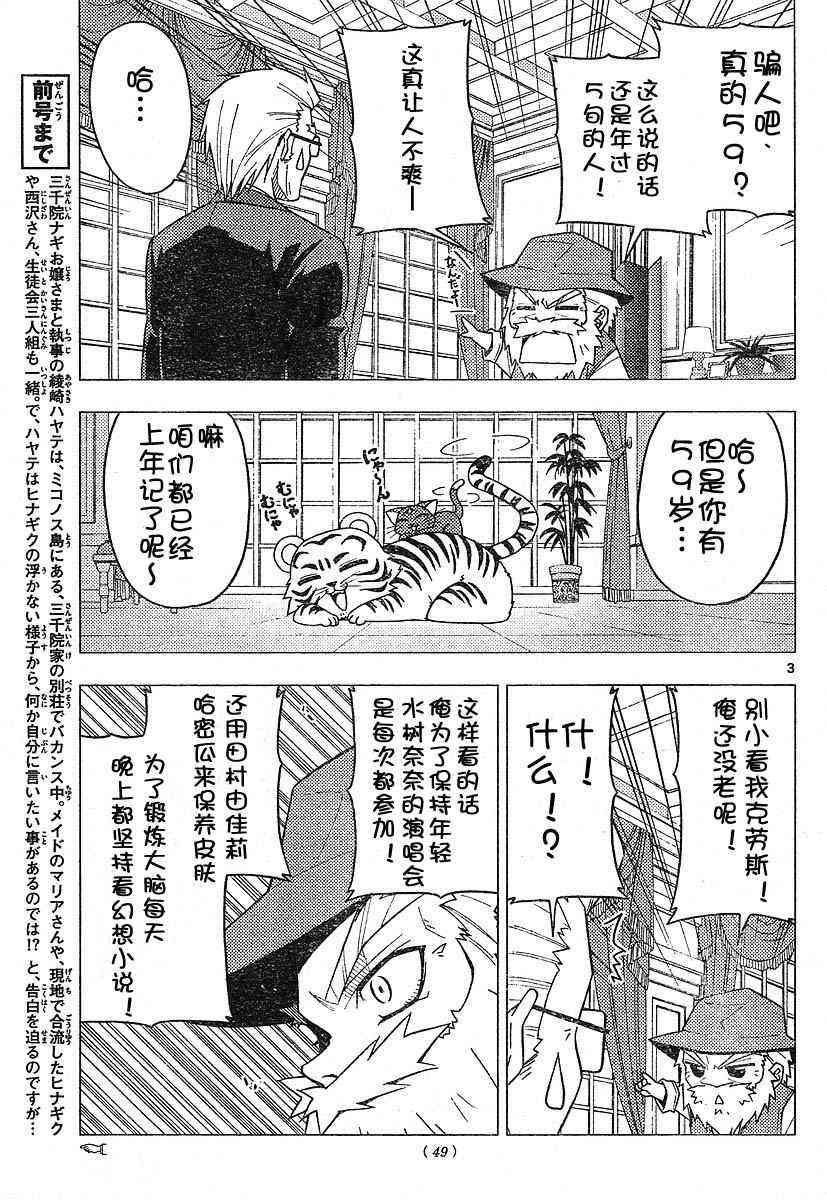 骗人吧、
真的59?
这么说的话
还是年过
5旬的人!
なんだよー
这真让人不爽—
哈…
哈~
但是你有
59岁…
にゃ〜ん
むにゃ
むにゃ
嘛
咱们都已经
上年记了呢~
3
别小看我克劳斯!
俺还没老呢!
什!
什么!?
这样看的话
俺为了保持年轻
水树奈奈的演唱会
是每次都参加!
还用田村由佳莉
哈密瓜来保养皮肤
为了锻炼大脑每天
晚上都坚持看幻想小说!
前号まで
三千院ナギお嬢さまと執事の綾崎ハヤテは、ミコノス島にある、三千院家の別荘でバカンス中。メイドのマリアさんや、現地で合流したヒナギク
や西沢さん、生徒会三人組も一緒。で、ハヤテはヒナギクの浮かない様子から、何か自分に言いたい事があるのでは!?と、告白を迫るのですが…
(49)